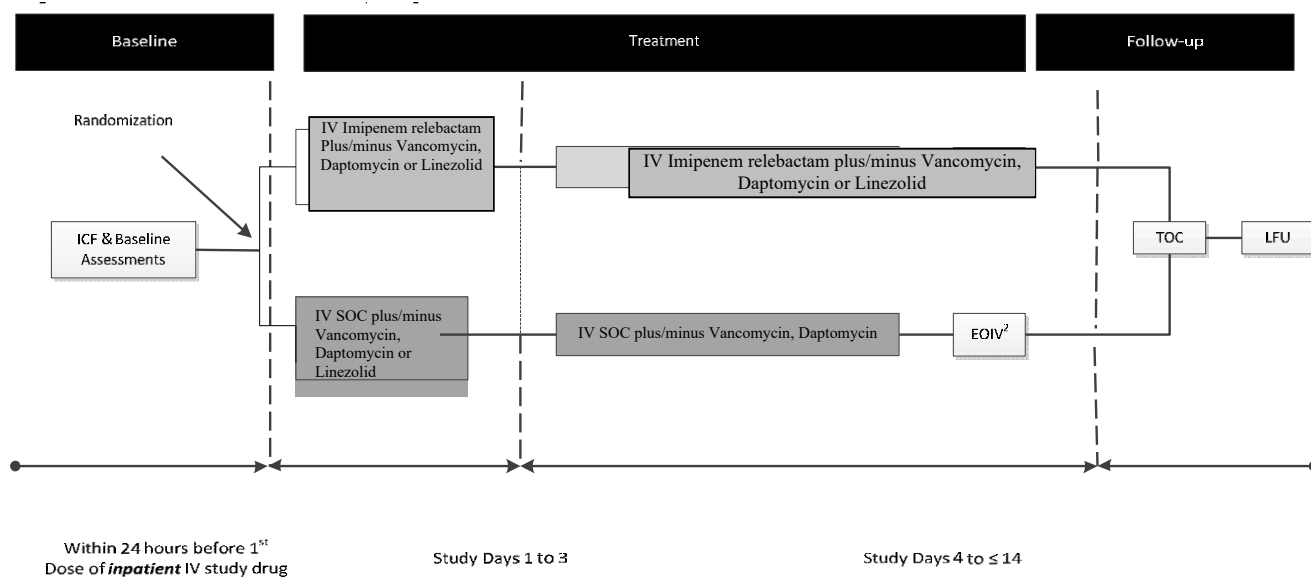 Baseline
Treatment
Follow-up
Randomization
IV Imipenem relebactam
Plus/minus Vancomycin,
Daptomycin or Linezolid
IV Imipenem relebactam plus/minus Vancomycin,
Daptomycin or Linezolid
ICF & Baseline
Assessments
TOC
LFU
IV SOC plus/minus
Vancomycin,
Daptomycin or
Linezolid
IV SOC plus/minus Vancomycin, Daptomycin
EOIV²
Within 24 hours before 1st
Dose of inpatient IV study drug
Study Days 1 to 3
Study Days 4 to ≤ 14